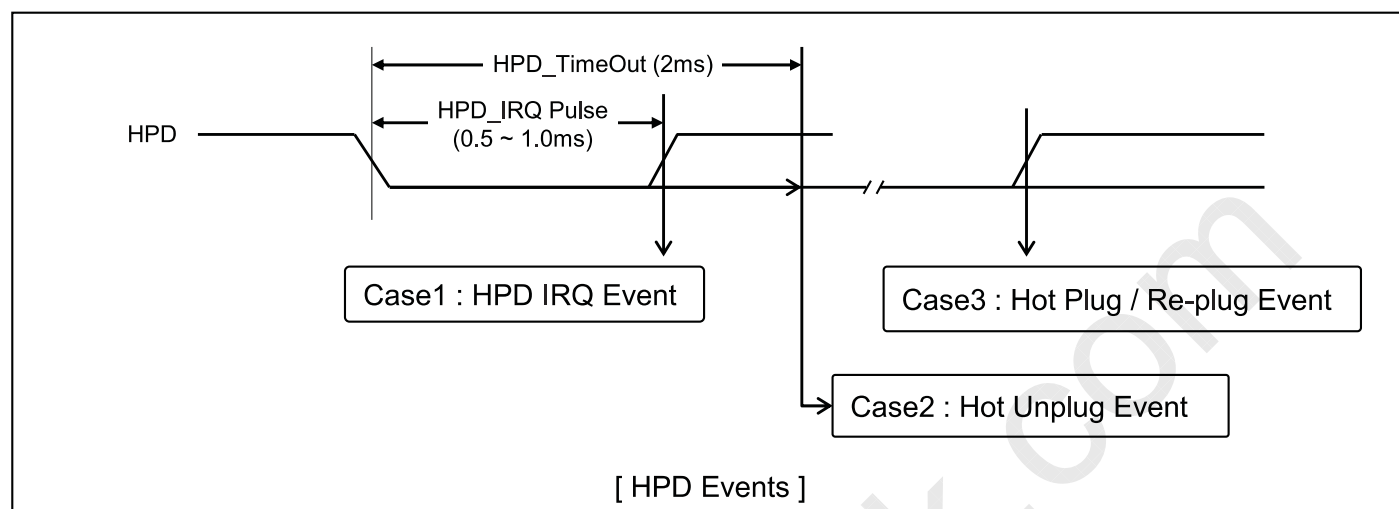 HPD_TimeOut (2ms)
HPD_IRQ Pulse
(0.5 ~ 1.0ms)
HPD
Case1 : HPD IRQ Event
Case3 : Hot Plug / Re-plug Event
Case2 : Hot Unplug Event
[ HPD Events ]
k.com